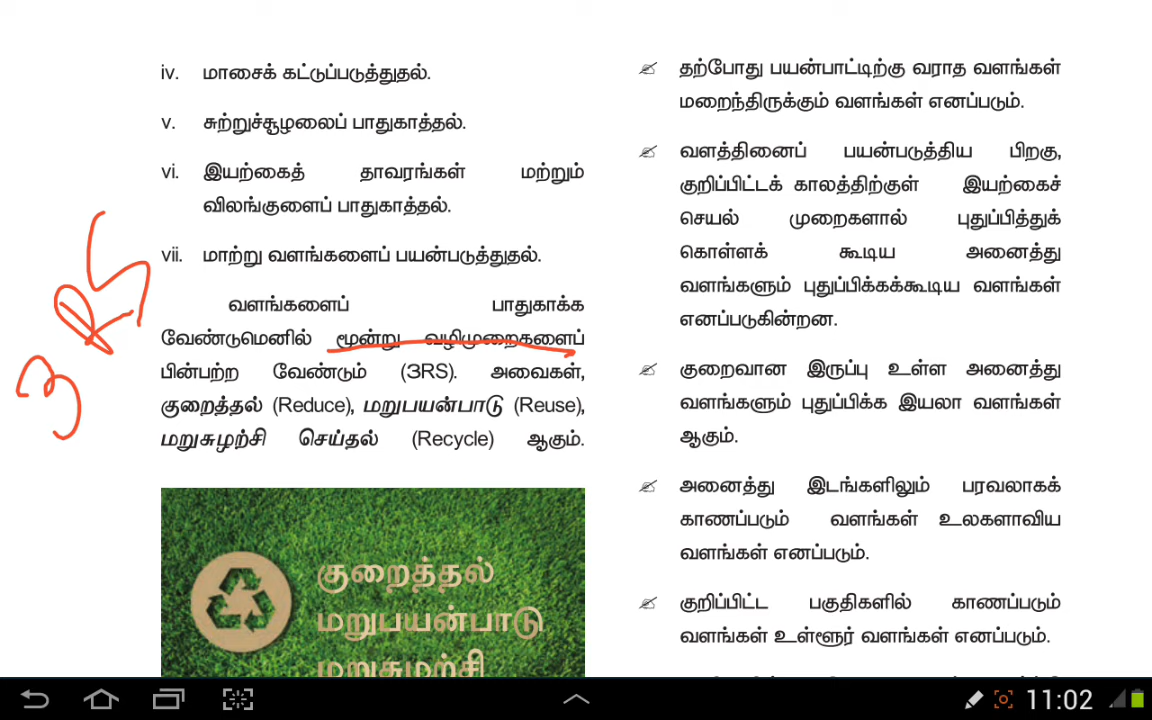 iv. மாசைக் கட்டுப்படுத்துதல்.
v. சுற்றுச்சூழலைப் பாதுகாத்தல்.
vi. இயற்கைத் தாவரங்கள் மற்றும்
விலங்குளைப் பாதுகாத்தல்.
vii. மாற்று வளங்களைப் பயன்படுத்துதல்.
வளங்களைப் பாதுகாக்க
வேண்டுமெனில் மூன்று வழிமுறைகளைப்
பின்பற்ற வேண்டும் (3RS). அவைகள்,
குறைத்தல் (Reduce), மறுபயன்பாடு (Reuse),
மறுசுழற்சி செய்தல் (Recycle) ஆகும்.
3 RS
குறைத்தல்
மறுபயன்பாடு
மறுசுழற்சி
தற்போது பயன்பாட்டிற்கு வராத வளங்கள்
மறைந்திருக்கும் வளங்கள் எனப்படும்.
வளத்தினைப் பயன்படுத்திய பிறகு,
குறிப்பிட்டக் காலத்திற்குள் இயற்கைச்
செயல் முறைகளால் புதுப்பித்துக்
கொள்ளக் கூடிய அனைத்து
வளங்களும் புதுப்பிக்கக்கூடிய வளங்கள்
எனப்படுகின்றன.
குறைவான இருப்பு உள்ள அனைத்து
வளங்களும் புதுப்பிக்க இயலா வளங்கள்
ஆகும்.
அனைத்து இடங்களிலும் பரவலாகக்
காணப்படும் வளங்கள் உலகளாவிய
வளங்கள் எனப்படும்.
குறிப்பிட்ட பகுதிகளில் காணப்படும்
வளங்கள் உள்ளூர் வளங்கள் எனப்படும்.
11:02